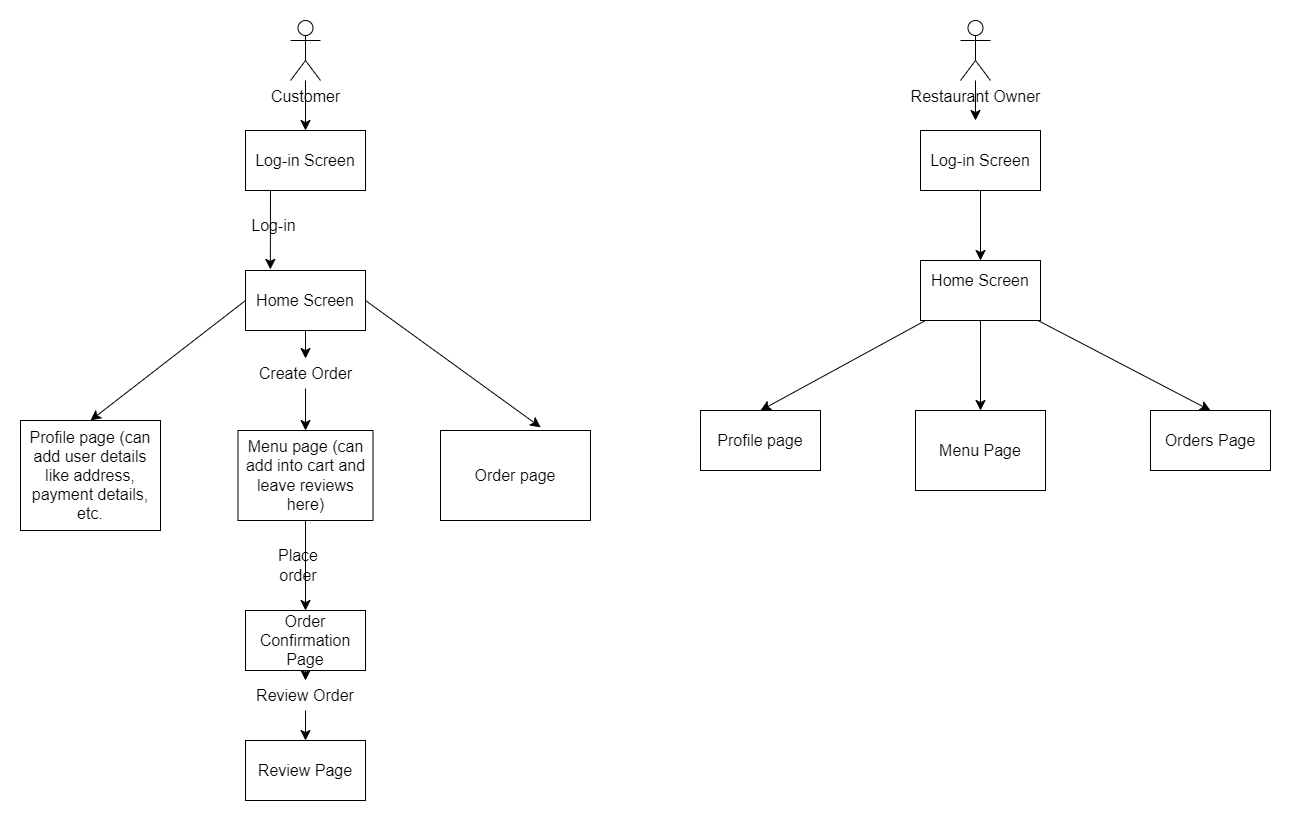 Customer
Log-in Screen
Log-in
Home Screen
Create Order
Profile page (can
add user details
like address,
payment details,
etc.
Menu page (can
add into cart and
leave reviews
here)
Order page
Place
order
Order
Confirmation
Page
Review Order
Review Page
Restaurant Owner
Log-in Screen
Home Screen
Profile page
Menu Page
Orders Page